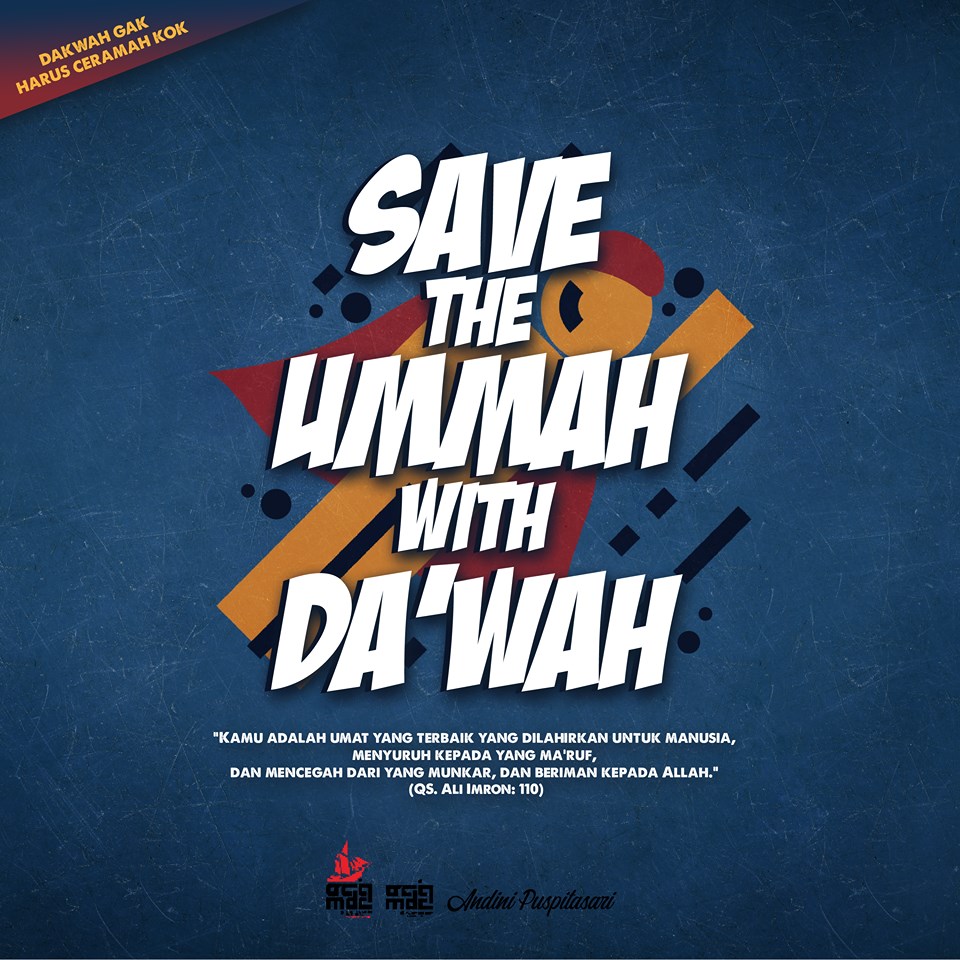 DAKWAH GAK
HARUS CERAMAH KOK
SAVE
THE
UMMAH
WITH
DA'WAH
"KAMU ADALAH UMAT YANG TERBAIK YANG DILAHIRKAN UNTUK MANUSIA,
MENYURUH KEPADA YANG MA'RUF,
DAN MENCEGAH DARI YANG MUNKAR, DAN BERIMAN KEPADA ALLAH."
(QS. ALI IMRON: 110)
Andini Puspitasari